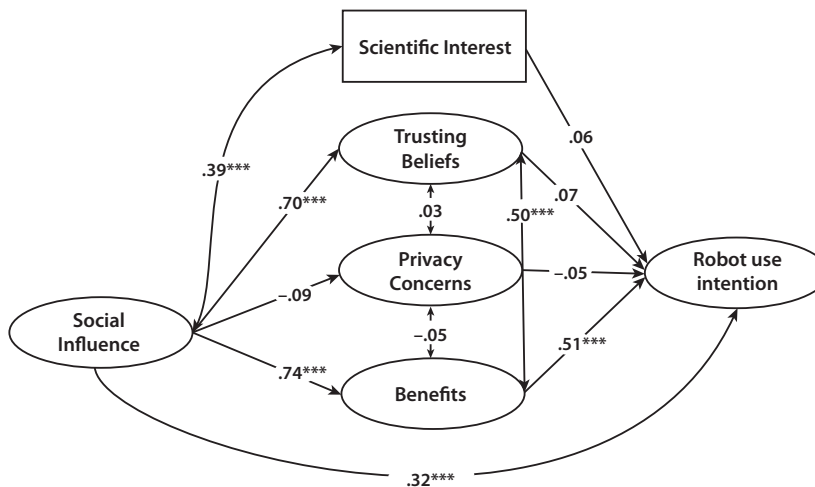 Scientific Interest
Trusting
Beliefs
.06
.39***
.70***
.03
.50***
.07
Privacy
Concerns
Robot use
intention
–.09
–.05
Social
Influence
–.05
.51***
.74***
Benefits
.32***